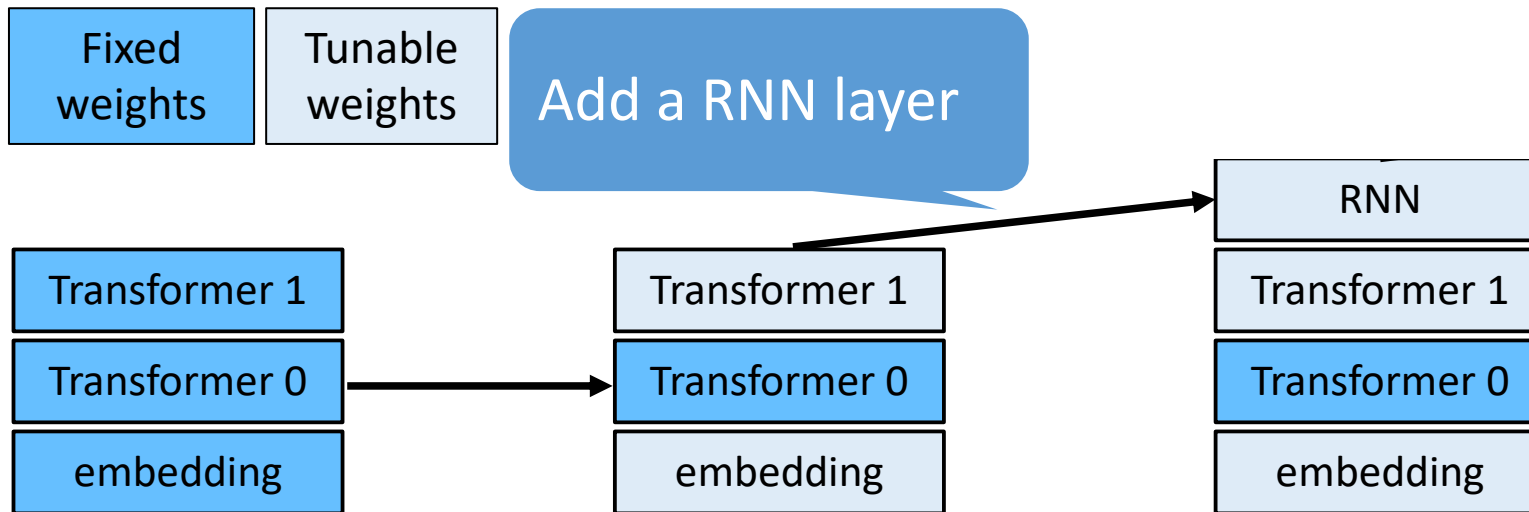 Fixed
weights
Tunable
weights
Add a RNN layer
RNN
Transformer 1
Transformer 1
Transformer 1
Transformer 0
Transformer 0
Transformer 0
embedding
embedding
embedding